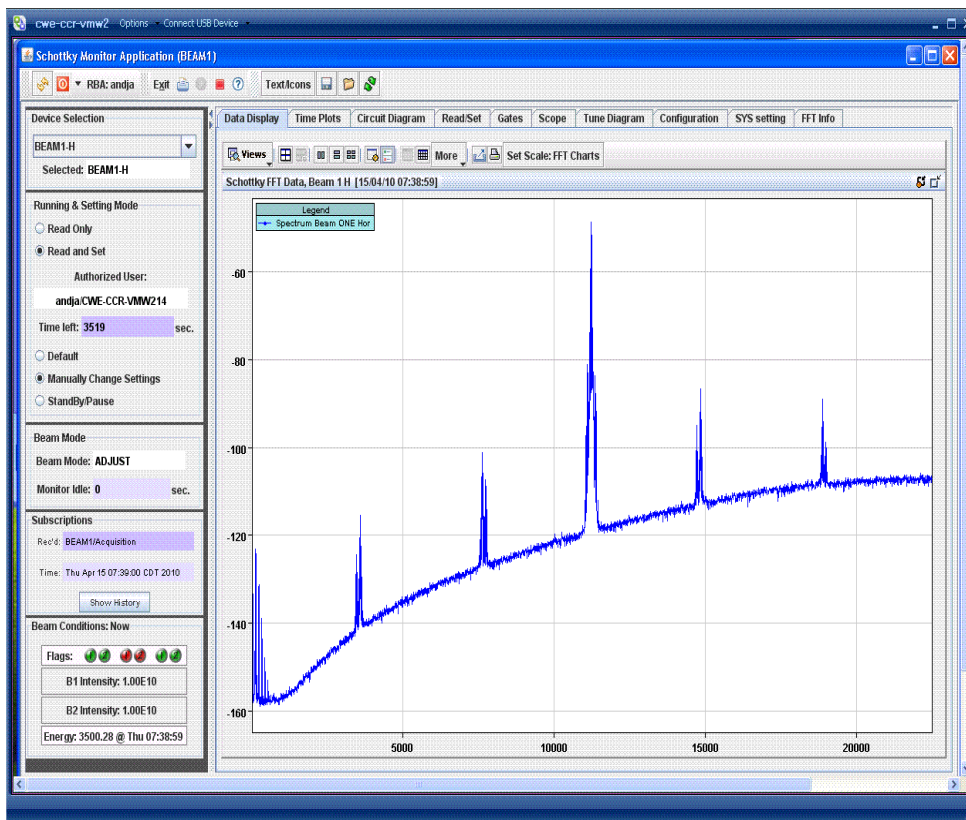 cwe-ccr-vmw2 Options Connect USB Device
Schottky Monitor Application (BEAM1)
RBA: andja Exit Text/Icons
Device Selection
BEAM1-H
Selected: BEAM1-H
Running & Setting Mode
Read Only
Read and Set
Authorized User:
andja/CWE-CCR-VMW214
Time left: 3519 sec.
Default
Manually Change Settings
StandBy/Pause
Beam Mode
Beam Mode: ADJUST
Monitor Idle: 0 sec.
Subscriptions
Rec'd: BEAM1/Acquisition
Time: Thu Apr 15 07:39:00 CDT 2010
Show History
Beam Conditions: Now
Flags: 1 2 1 2 1 2
B1 Intensity: 1.00E10
B2 Intensity: 1.00E10
Energy: 3500.28 @ Thu 07:38:59
Data Display Time Plots Circuit Diagram Read/Set Gates Scope Tune Diagram Configuration SYS setting FFT Info
Views More Set Scale: FFT Charts
Schottky FFT Data, Beam 1 H [15/04/10 07:38:59]
Legend
Spectrum Beam ONE Hor
-60
-80
-100
-120
-140
-160
5000 10000 15000 20000